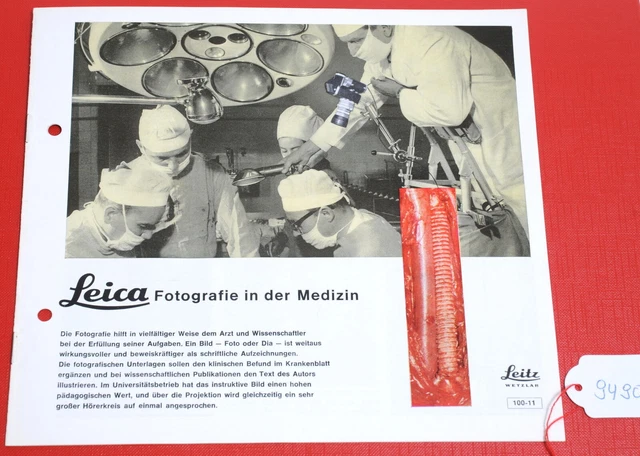 Leica Fotografie in der Medizin
Die Fotografie hilft in vielfältiger Weise dem Arzt und Wissenschaftler
bei der Erfüllung seiner Aufgaben. Ein Bild — Foto oder Dia — ist weitaus
wirkungsvoller und beweiskräftiger als schriftliche Aufzeichnungen.
Die fotografischen Unterlagen sollen den klinischen Befund im Krankenblatt
ergänzen und bei wissenschaftlichen Publikationen den Text des Autors
illustrieren. Im Universitätsbetrieb hat das instruktive Bild einen hohen
pädagogischen Wert, und über die Projektion wird gleichzeitig ein sehr
großer Hörerkreis auf einmal angesprochen.
Leitz
WETZLAR
100-11
9490